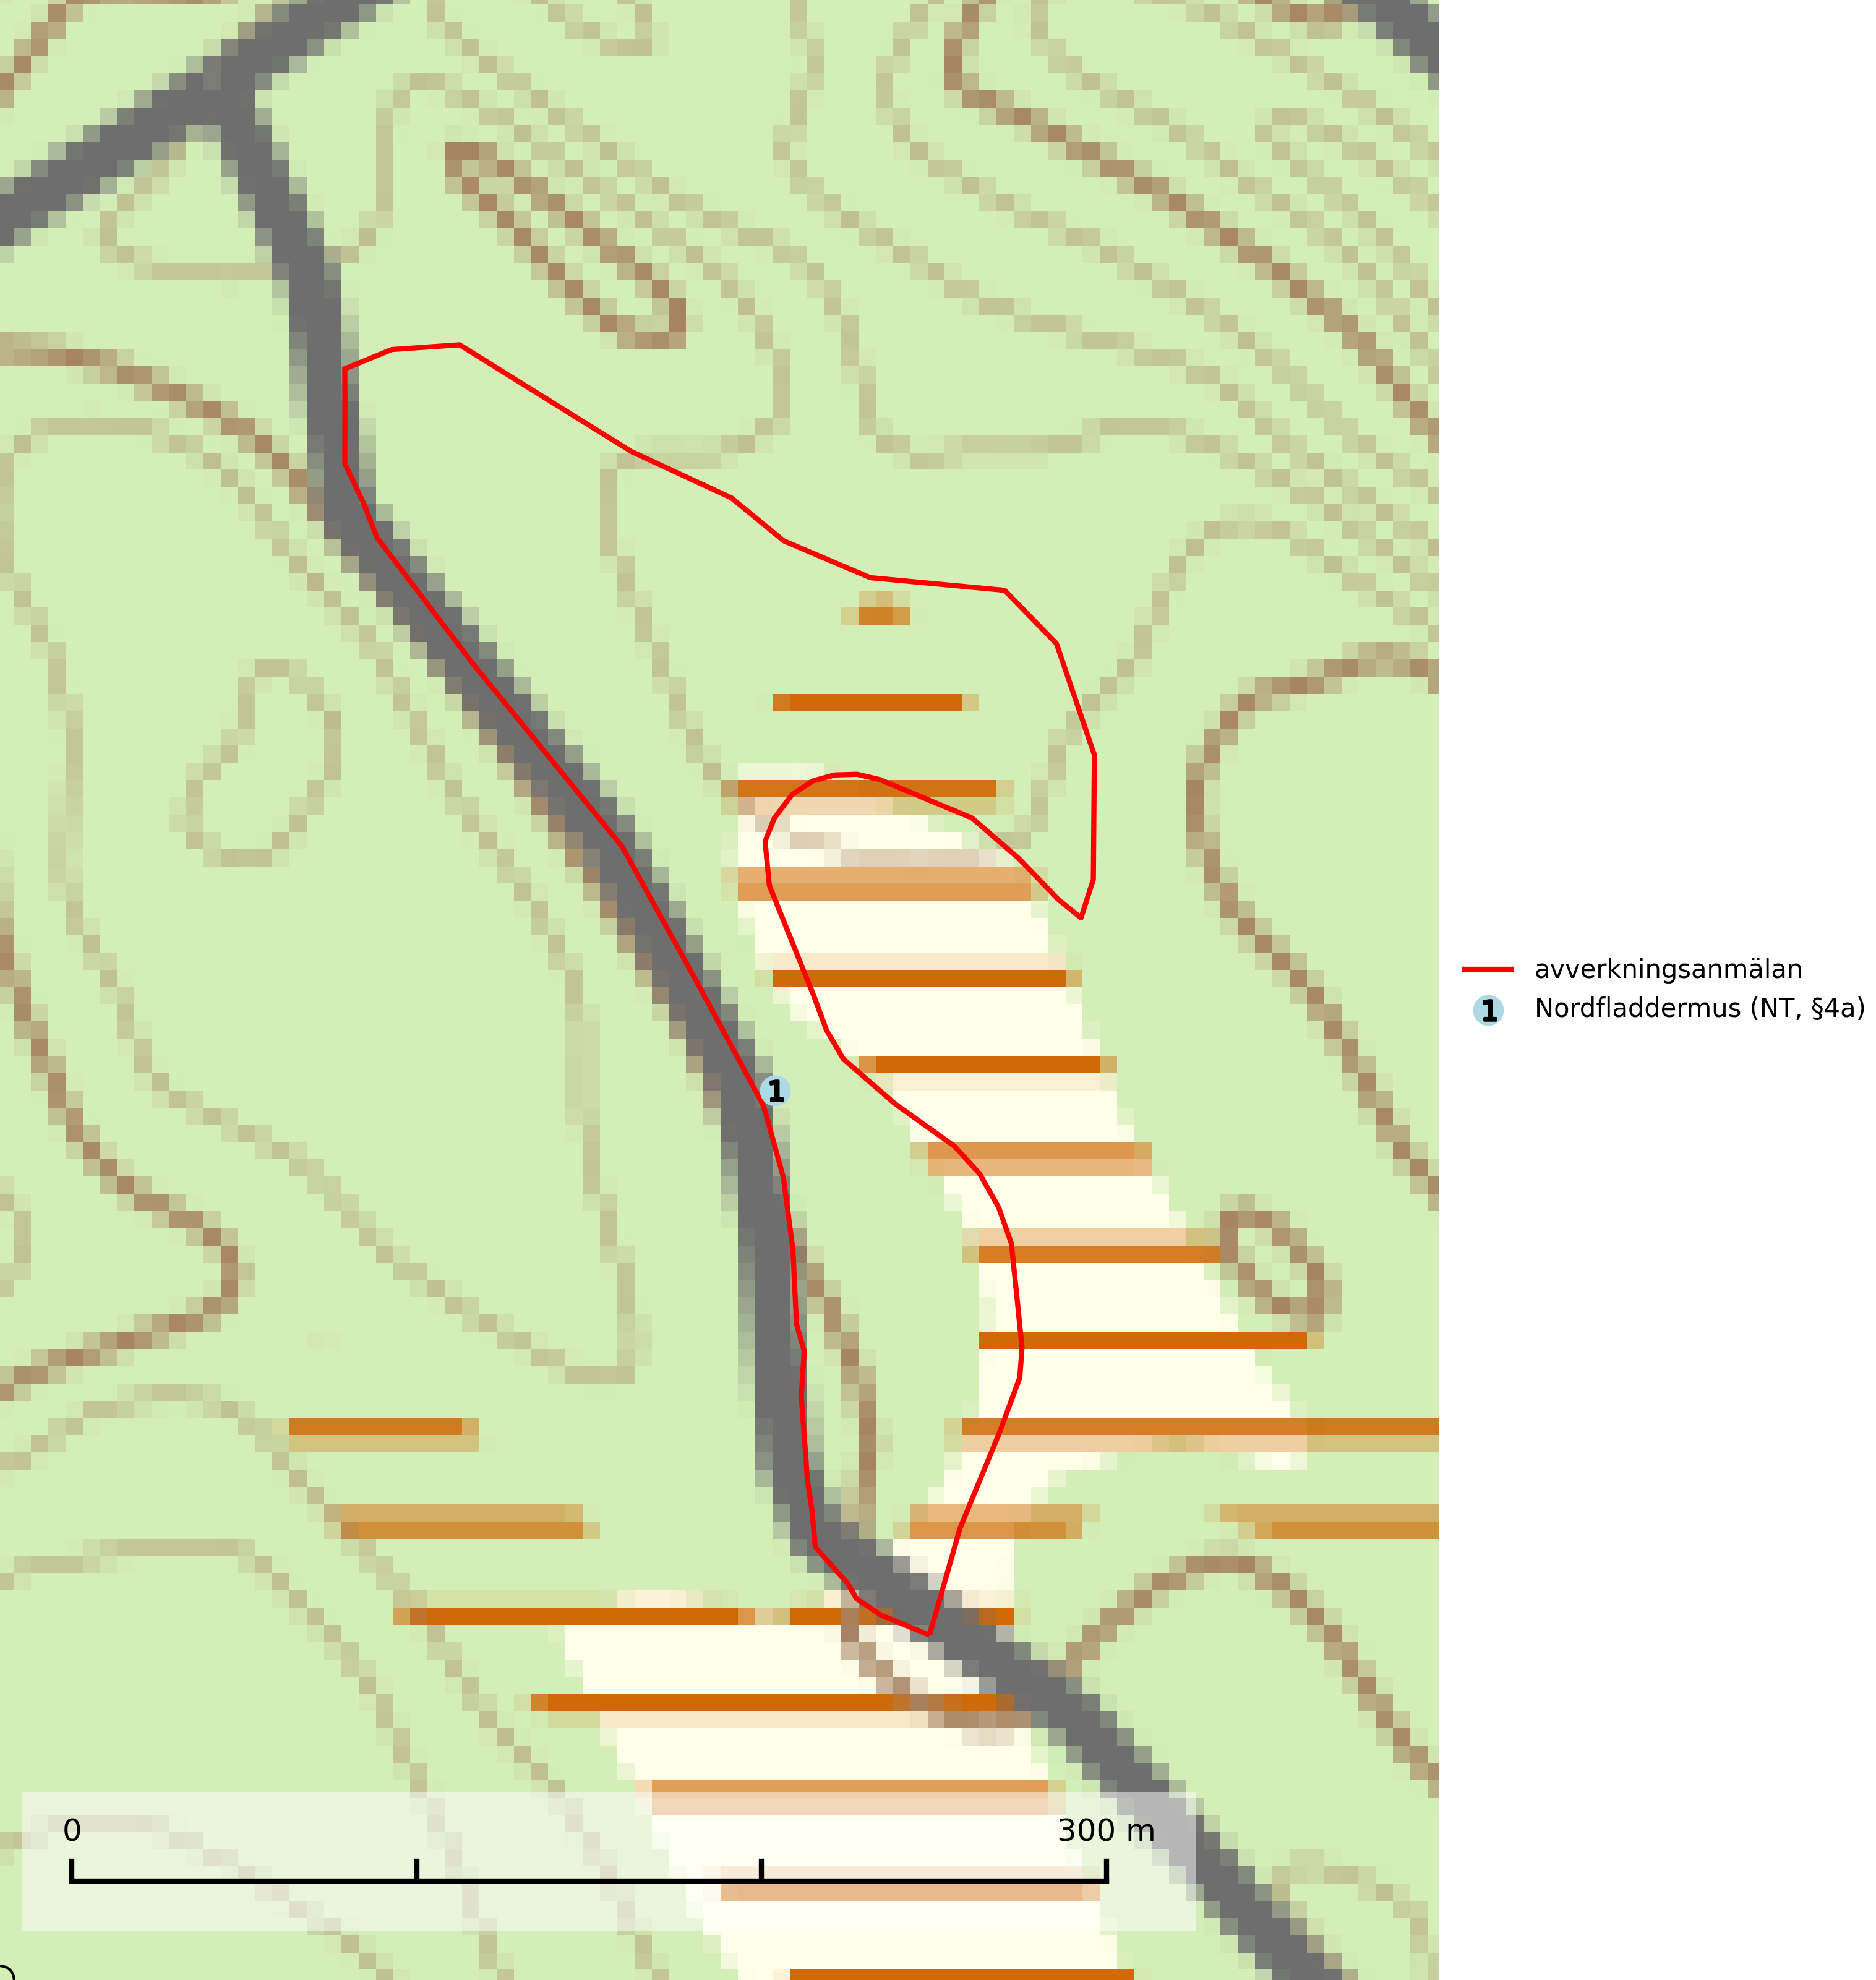 avverkningsanmälan
1 Nordfladdermus (NT, §4a)
1
0 300 m